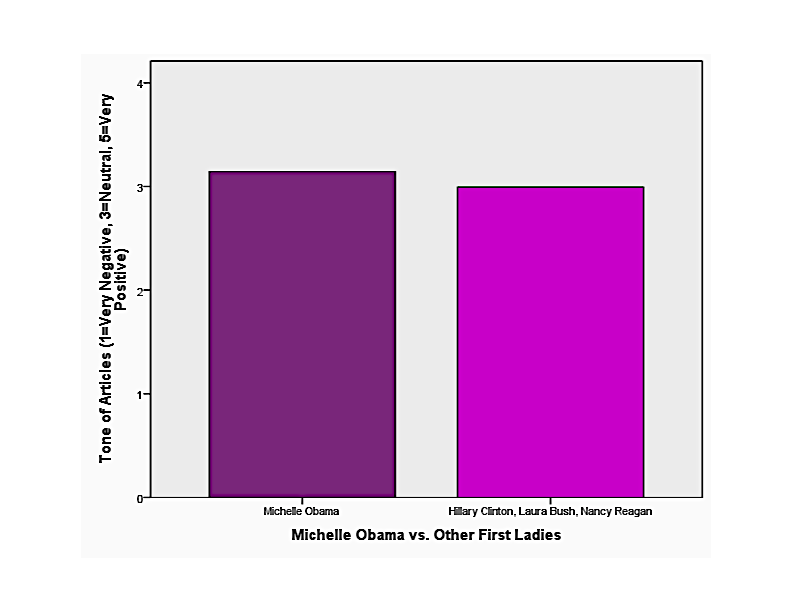 Tone of Articles (1=Very Negative, 3=Neutral, 5=Very
Positive)
4
3
2
1
0
Michelle Obama
Hillary Clinton, Laura Bush, Nancy Reagan
Michelle Obama vs. Other First Ladies